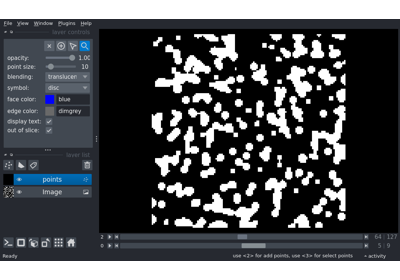 File View Window Plugins Help
layer controls
opacity: 1.00
point size: 10
blending: translucen
symbol: disc
face color: blue
edge color: dimgrey
display text:
out of slice:
layer list
points
Image
2 64 127
0 5 9
Ready use <2> for add points, use <3> for select points activity